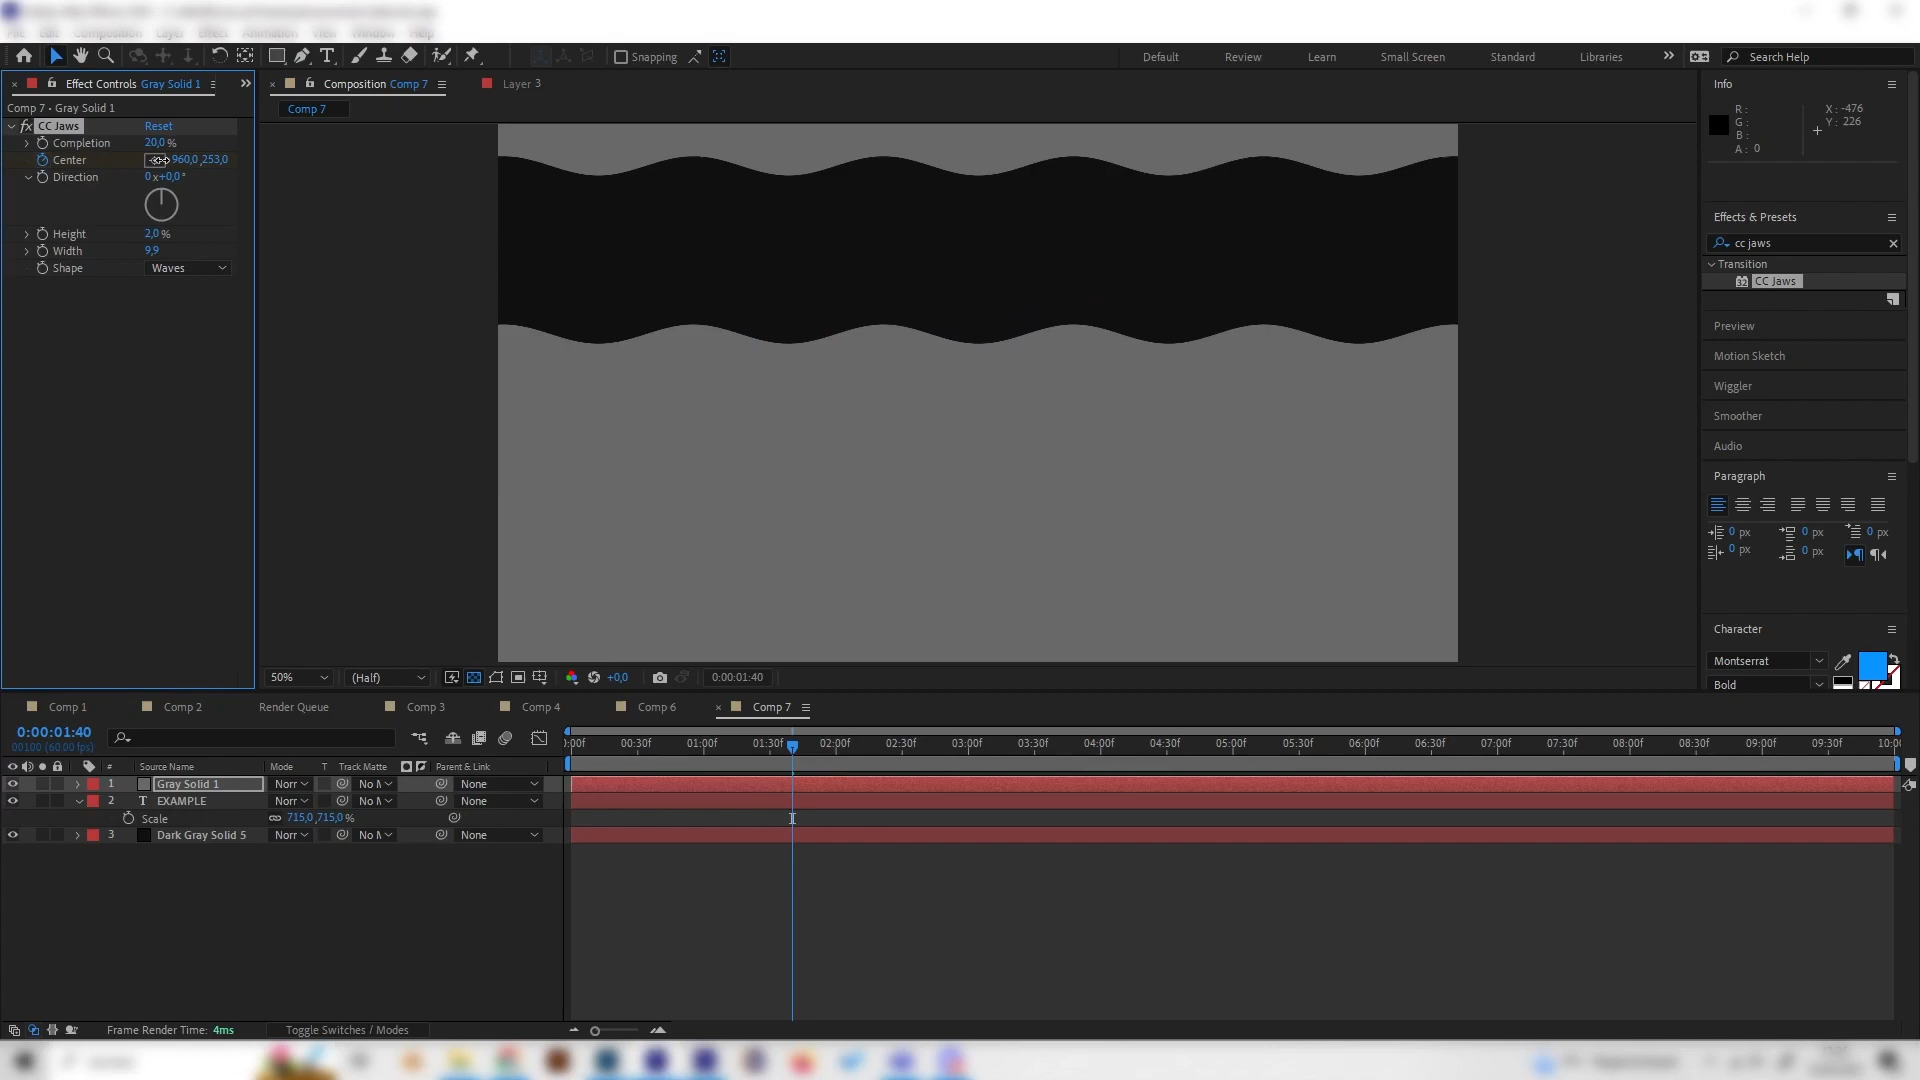 Snapping
Default
Review
Learn
Small Screen
Standard
Libraries
Search Help
Effect Controls Gray Solid 1
Composition Comp 7
Layer 3
Info
Comp 7 • Gray Solid 1
Comp 7
R :
G :
B :
A : 0
X : -476
Y : 226
fx CC Jaws Reset
Completion 20,0 %
Center 960,0 ,253,0
Direction 0 x+0,0 °
Height 2,0 %
Width 9,9
Shape Waves
Effects & Presets
cc jaws
Transition
32 CC Jaws
Preview
Motion Sketch
Wiggler
Smoother
Audio
Paragraph
0 px 0 px 0 px
0 px 0 px
Character
Montserrat
Bold
50% (Half) +0,0 0:00:01:40
Comp 1
Comp 2
Render Queue
Comp 3
Comp 4
Comp 6
Comp 7
0:00:01:40
00100 (60.00 fps)
:00f 00:30f 01:00f 01:30f 02:00f 02:30f 03:00f 03:30f 04:00f 04:30f 05:00f 05:30f 06:00f 06:30f 07:00f 07:30f 08:00f 08:30f 09:00f 09:30f 10:00
# Source Name Mode T Track Matte Parent & Link
1 Gray Solid 1 Norr No M None
2 T EXAMPLE Norr No M None
Scale 715,0 ,715,0 %
3 Dark Gray Solid 5 Norr No M None
Frame Render Time: 4ms
Toggle Switches / Modes